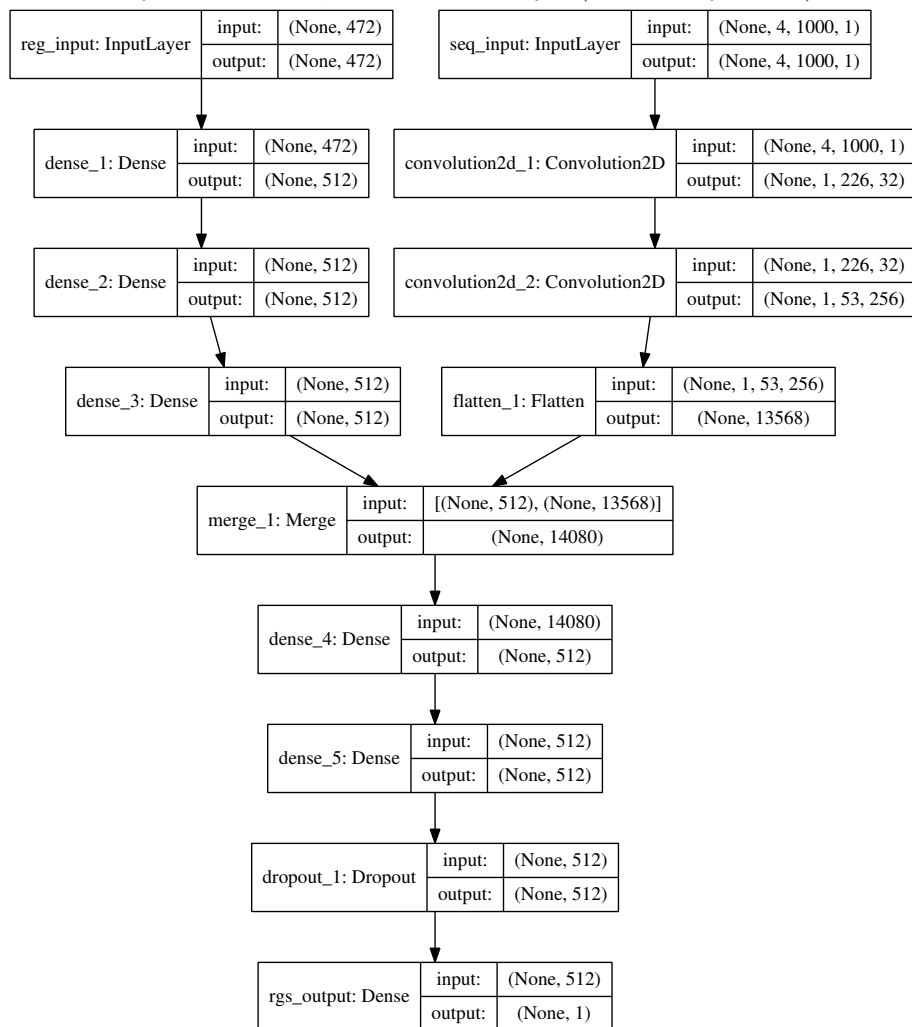 reg_input: InputLayer
input: (None, 472)
output: (None, 472)
seq_input: InputLayer
input: (None, 4, 1000, 1)
output: (None, 4, 1000, 1)
dense_1: Dense
input: (None, 472)
output: (None, 512)
convolution2d_1: Convolution2D
input: (None, 4, 1000, 1)
output: (None, 1, 226, 32)
dense_2: Dense
input: (None, 512)
output: (None, 512)
convolution2d_2: Convolution2D
input: (None, 1, 226, 32)
output: (None, 1, 53, 256)
dense_3: Dense
input: (None, 512)
output: (None, 512)
flatten_1: Flatten
input: (None, 1, 53, 256)
output: (None, 13568)
merge_1: Merge
input: [(None, 512), (None, 13568)]
output: (None, 14080)
dense_4: Dense
input: (None, 14080)
output: (None, 512)
dense_5: Dense
input: (None, 512)
output: (None, 512)
dropout_1: Dropout
input: (None, 512)
output: (None, 512)
rgs_output: Dense
input: (None, 512)
output: (None, 1)